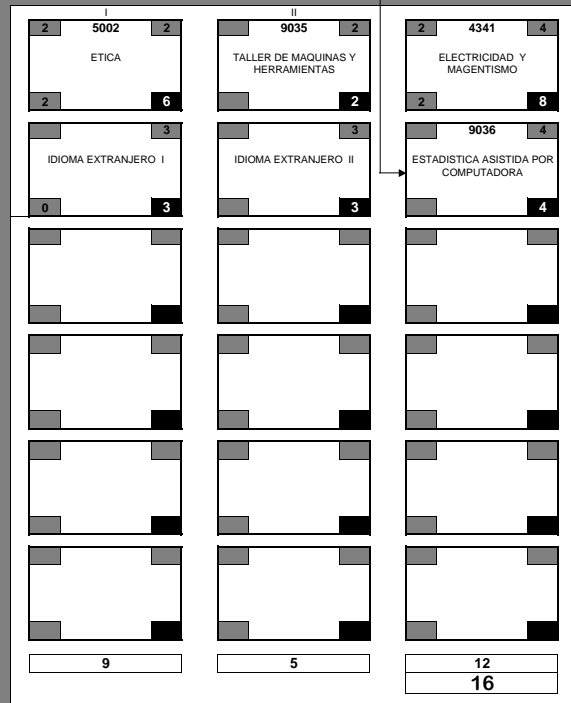 I
II
2 5002 2
ETICA
2 6
9035 2
TALLER DE MAQUINAS Y
HERRAMIENTAS
2
2 4341 4
ELECTRICIDAD Y
MAGENTISMO
2 8
3
IDIOMA EXTRANJERO I
0 3
3
IDIOMA EXTRANJERO II
3
9036 4
ESTADISTICA ASISTIDA POR
COMPUTADORA
4
9
5
12
16